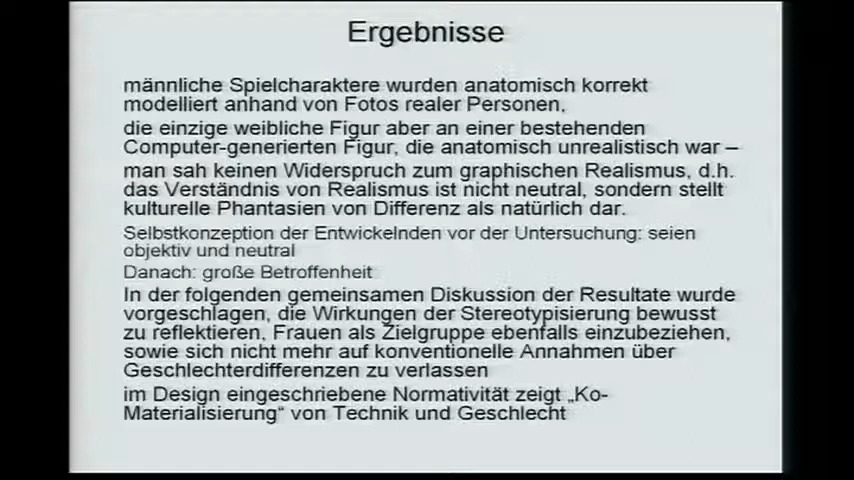 Ergebnisse
männliche Spielcharaktere wurden anatomisch korrekt
modelliert anhand von Fotos realer Personen,
die einzige weibliche Figur aber an einer bestehenden
Computer-generierten Figur, die anatomisch unrealistisch war –
man sah keinen Widerspruch zum graphischen Realismus, d.h.
das Verständnis von Realismus ist nicht neutral, sondern stellt
kulturelle Phantasien von Differenz als natürlich dar.
Selbstkonzeption der Entwickelnden vor der Untersuchung: seien
objektiv und neutral
Danach: große Betroffenheit
In der folgenden gemeinsamen Diskussion der Resultate wurde
vorgeschlagen, die Wirkungen der Stereotypisierung bewusst
zu reflektieren, Frauen als Zielgruppe ebenfalls einzubeziehen,
sowie sich nicht mehr auf konventionelle Annahmen über
Geschlechterdifferenzen zu verlassen
im Design eingeschriebene Normativität zeigt „Ko-
Materialisierung“ von Technik und Geschlecht